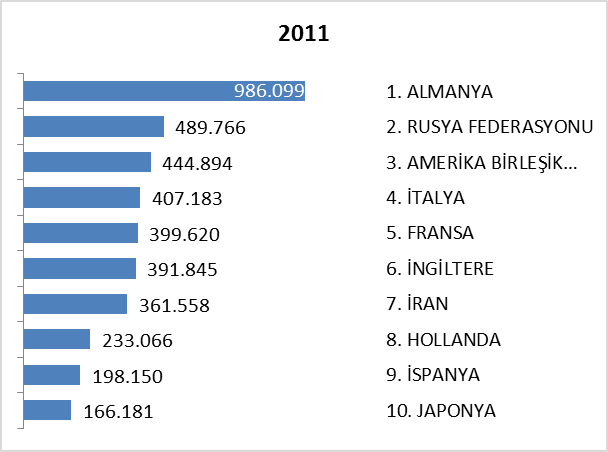 2011
986.099 1. ALMANYA
489.766 2. RUSYA FEDERASYONU
444.894 3. AMERİKA BİRLEŞİK...
407.183 4. İTALYA
399.620 5. FRANSA
391.845 6. İNGİLTERE
361.558 7. İRAN
233.066 8. HOLLANDA
198.150 9. İSPANYA
166.181 10. JAPONYA